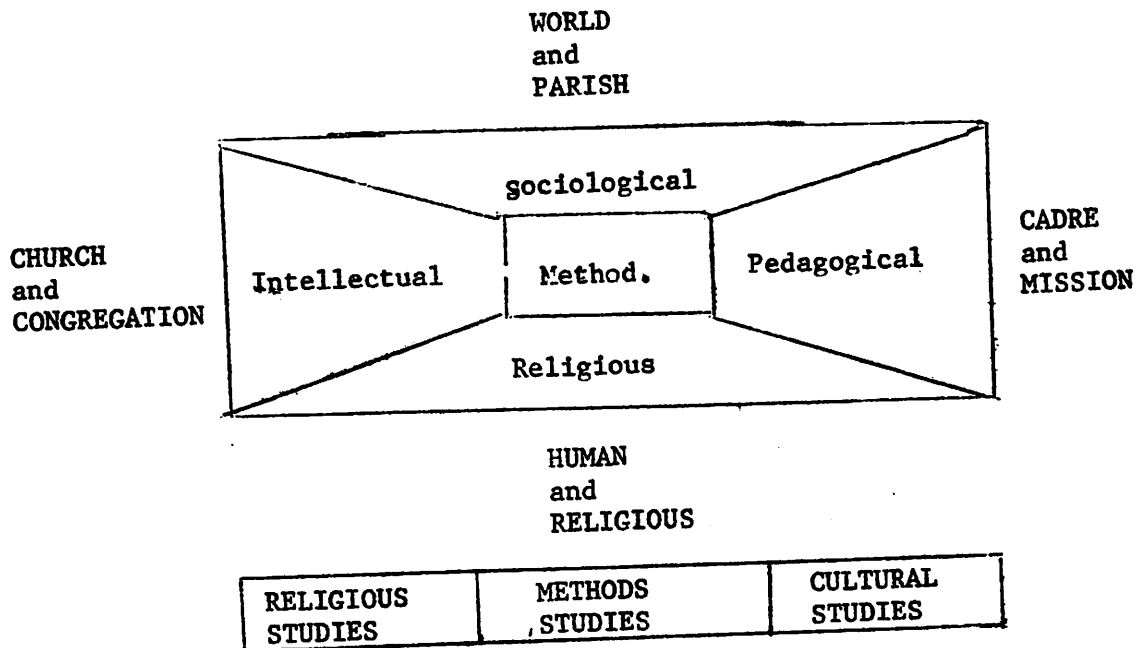 WORLD
and
PARISH
sociological
CHURCH
and
CONGREGATION
Intellectual
Method.
Pedagogical
CADRE
and
MISSION
Religious
HUMAN
and
RELIGIOUS
RELIGIOUS
STUDIES
METHODS
STUDIES
CULTURAL
STUDIES